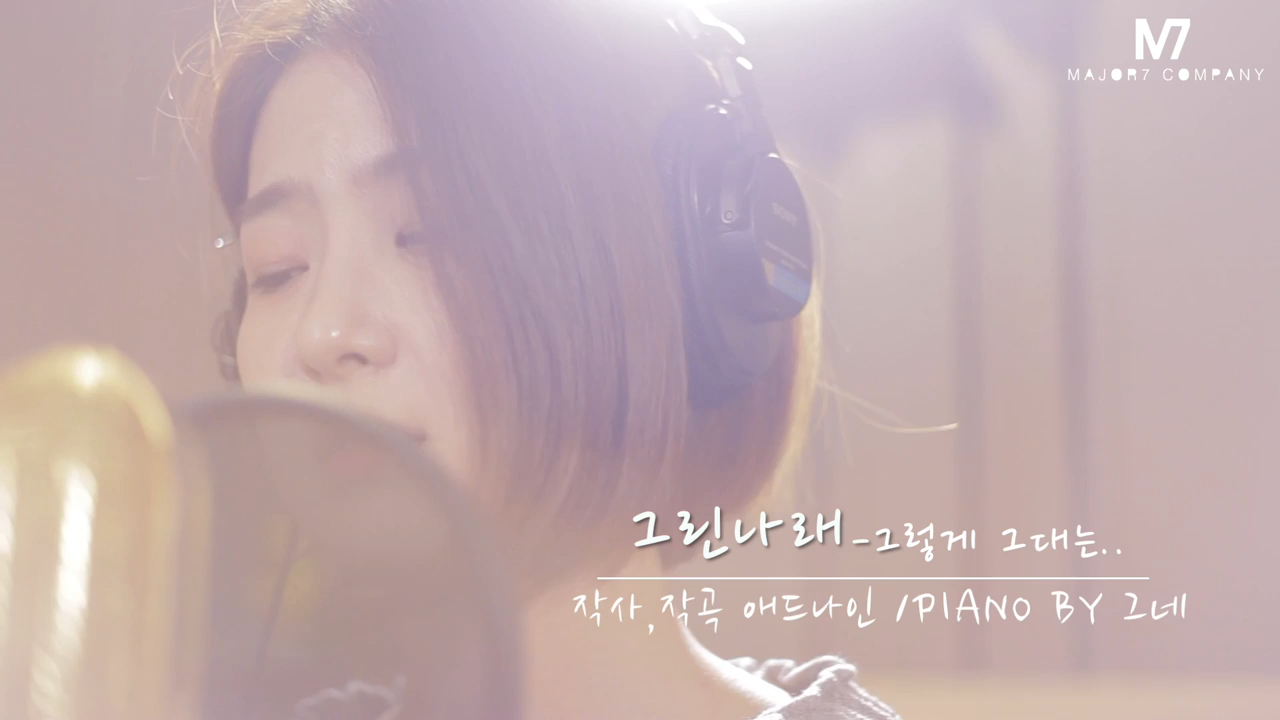 M7
MAJOR7 COMPANY
SONY
그린나래 -그렇게 그대는..
작사,작곡 애드나인 /PIANO BY 그네